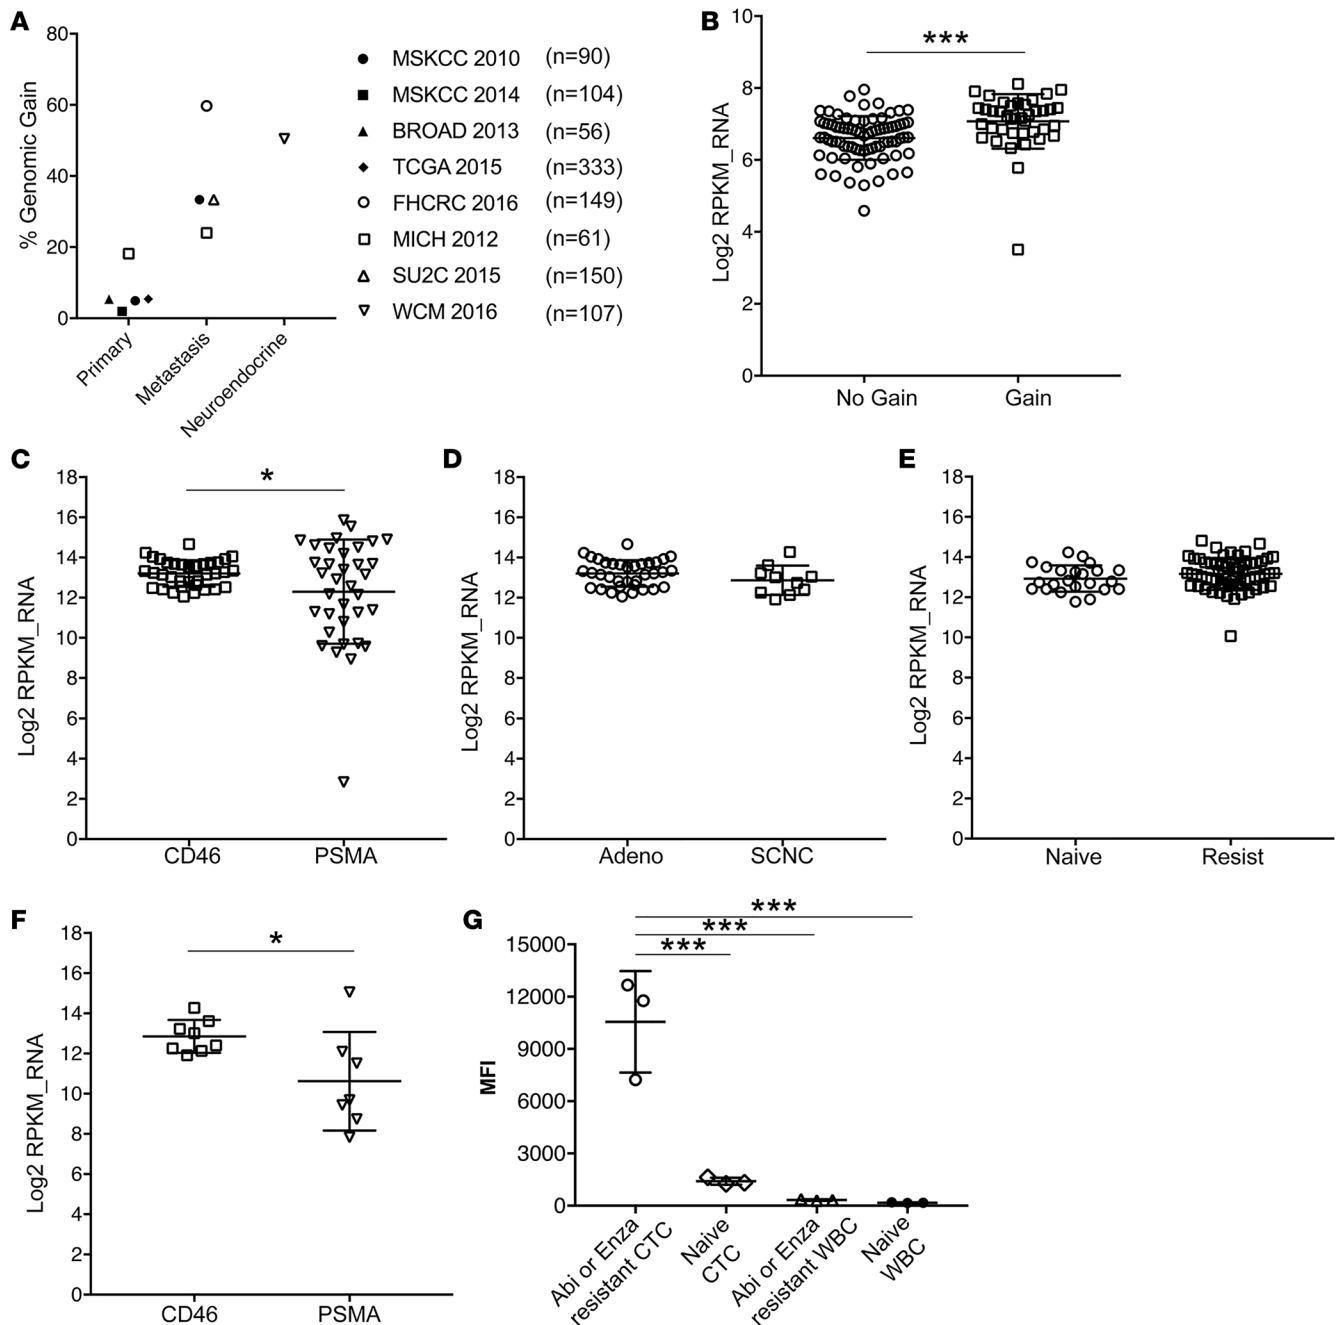 A
80
60
40
20
0
% Genomic Gain
Primary
Metastasis
Neuroendocrine
MSKCC 2010 (n=90)
MSKCC 2014 (n=104)
BROAD 2013 (n=56)
TCGA 2015 (n=333)
FHCRC 2016 (n=149)
MICH 2012 (n=61)
SU2C 2015 (n=150)
WCM 2016 (n=107)
B
***
10
8
6
4
2
0
Log2 RPKM_RNA
No Gain Gain
C
*
18
16
14
12
10
8
6
4
2
0
Log2 RPKM_RNA
CD46 PSMA
D
18
16
14
12
10
8
6
4
2
0
Log2 RPKM_RNA
Adeno SCNC
E
18
16
14
12
10
8
6
4
2
0
Log2 RPKM_RNA
Naive Resist
F
*
18
16
14
12
10
8
6
4
2
0
Log2 RPKM_RNA
CD46 PSMA
G
***
***
***
15000
12000
9000
6000
3000
0
MFI
Abi or Enza
resistant CTC
Naive
CTC
Abi or Enza
resistant WBC
Naive
WBC